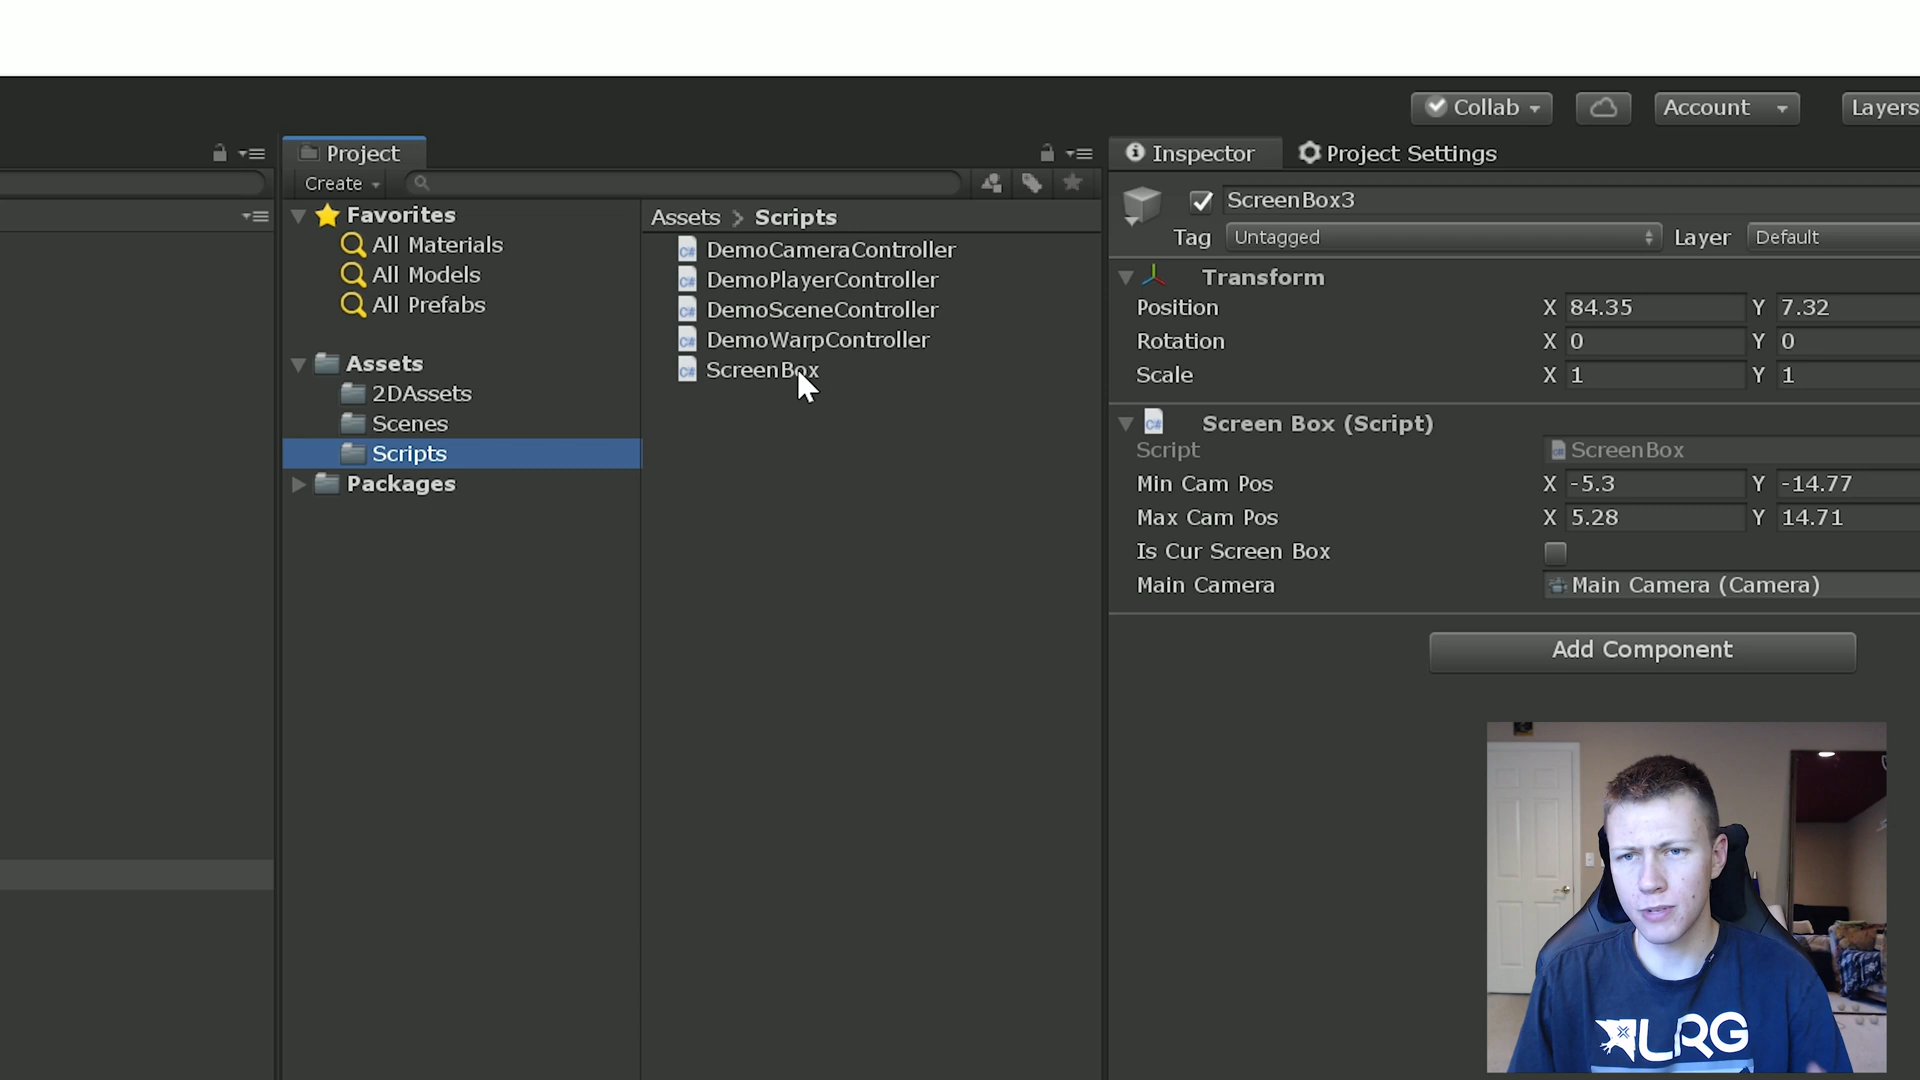 Collab
Account
Layers
Project
Inspector
Project Settings
Create
Favorites
All Materials
All Models
All Prefabs
Assets
2DAssets
Scenes
Scripts
Packages
Assets > Scripts
DemoCameraController
DemoPlayerController
DemoSceneController
DemoWarpController
ScreenBox
ScreenBox3
Tag Untagged Layer Default
Transform
Position X 84.35 Y 7.32
Rotation X 0 Y 0
Scale X 1 Y 1
Screen Box (Script)
Script ScreenBox
Min Cam Pos X -5.3 Y -14.77
Max Cam Pos X 5.28 Y 14.71
Is Cur Screen Box
Main Camera Main Camera (Camera)
Add Component
LRG